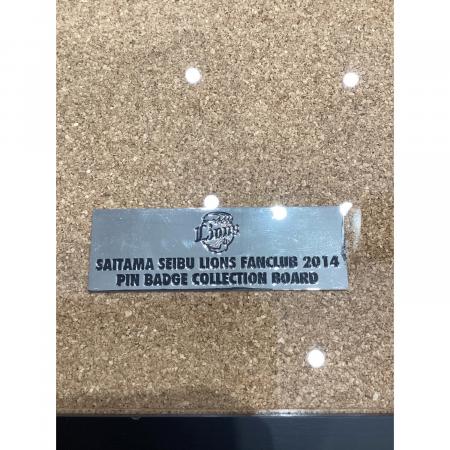 Lions
SAITAMA SEIBU LIONS FANCLUB 2014
PIN BADGE COLLECTION BOARD